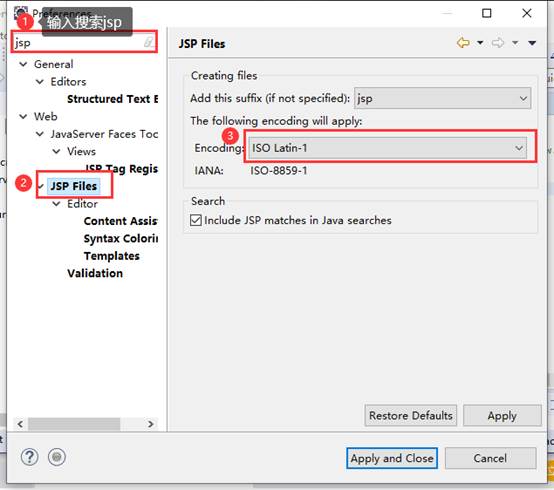 1 输入搜索jsp
Preferences
jsp
General
Editors
Structured Text E
Web
JavaServer Faces Too
Views
JSP Tag Regis
2
JSP Files
Editor
Content Assis
Syntax Colorin
Templates
Validation
JSP Files
Creating files
Add this suffix (if not specified): jsp
The following encoding will apply:
3
Encoding: ISO Latin-1
IANA: ISO-8859-1
Search
Include JSP matches in Java searches
Restore Defaults Apply
Apply and Close Cancel